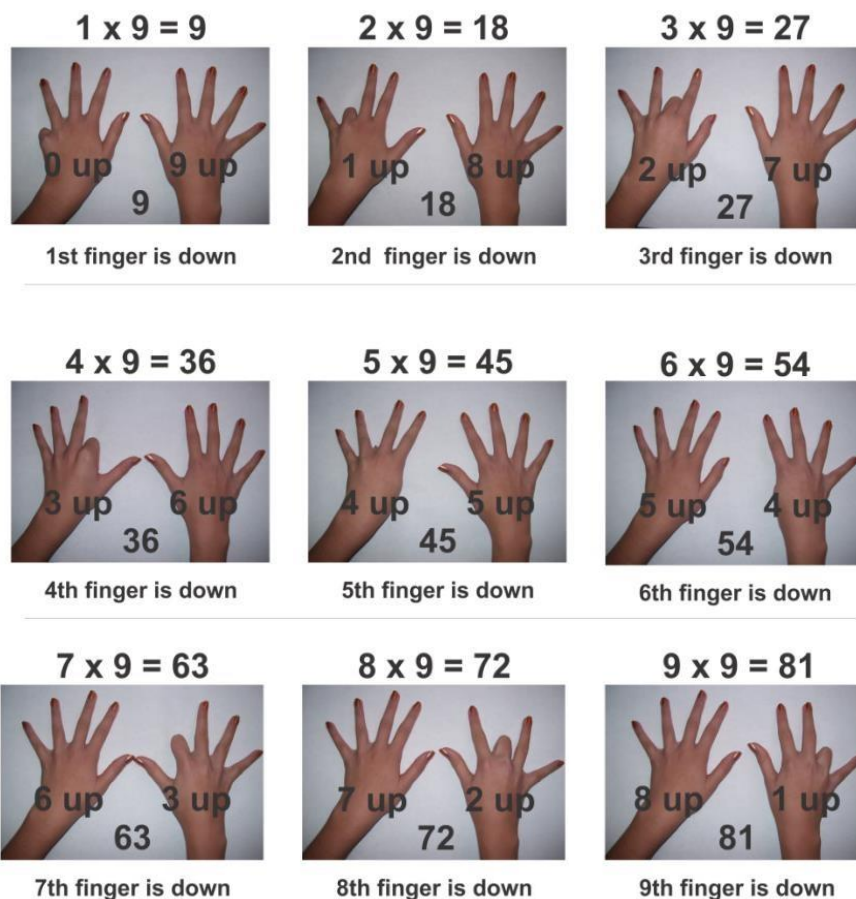 1 x 9 = 9
2 x 9 = 18
3 x 9 = 27
0 up 9 up
1 up 8 up
2 up 7 up
9
18
27
1st finger is down
2nd finger is down
3rd finger is down
4 x 9 = 36
5 x 9 = 45
6 x 9 = 54
3 up 6 up
4 up 5 up
5 up 4 up
36
45
54
4th finger is down
5th finger is down
6th finger is down
7 x 9 = 63
8 x 9 = 72
9 x 9 = 81
6 up 3 up
7 up 2 up
8 up 1 up
63
72
81
7th finger is down
8th finger is down
9th finger is down